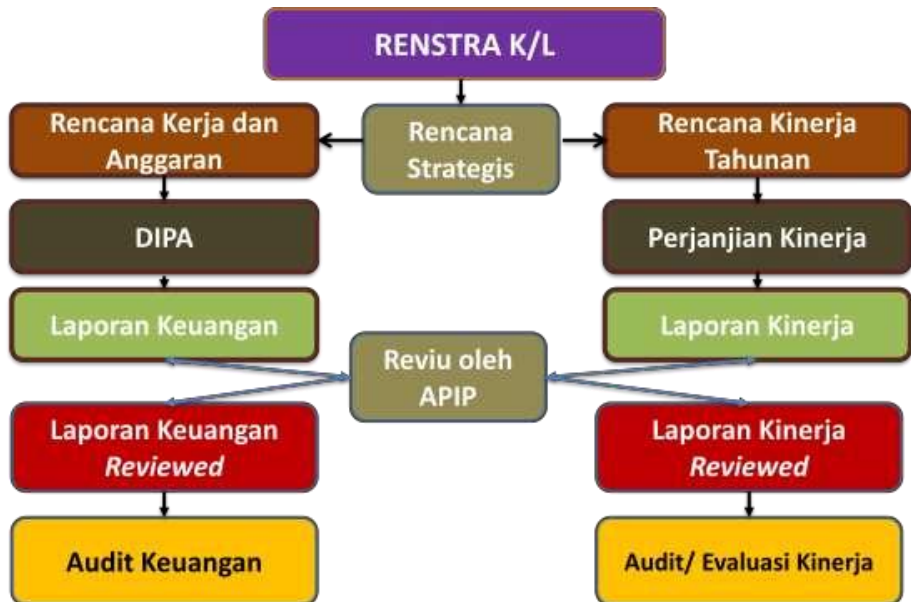 RENSTRA K/L
Rencana Kerja dan
Anggaran
Rencana
Strategis
Rencana Kinerja
Tahunan
DIPA
Perjanjian Kinerja
Laporan Keuangan
Laporan Kinerja
Reviu oleh
APIP
Laporan Keuangan
Reviewed
Laporan Kinerja
Reviewed
Audit Keuangan
Audit/ Evaluasi Kinerja